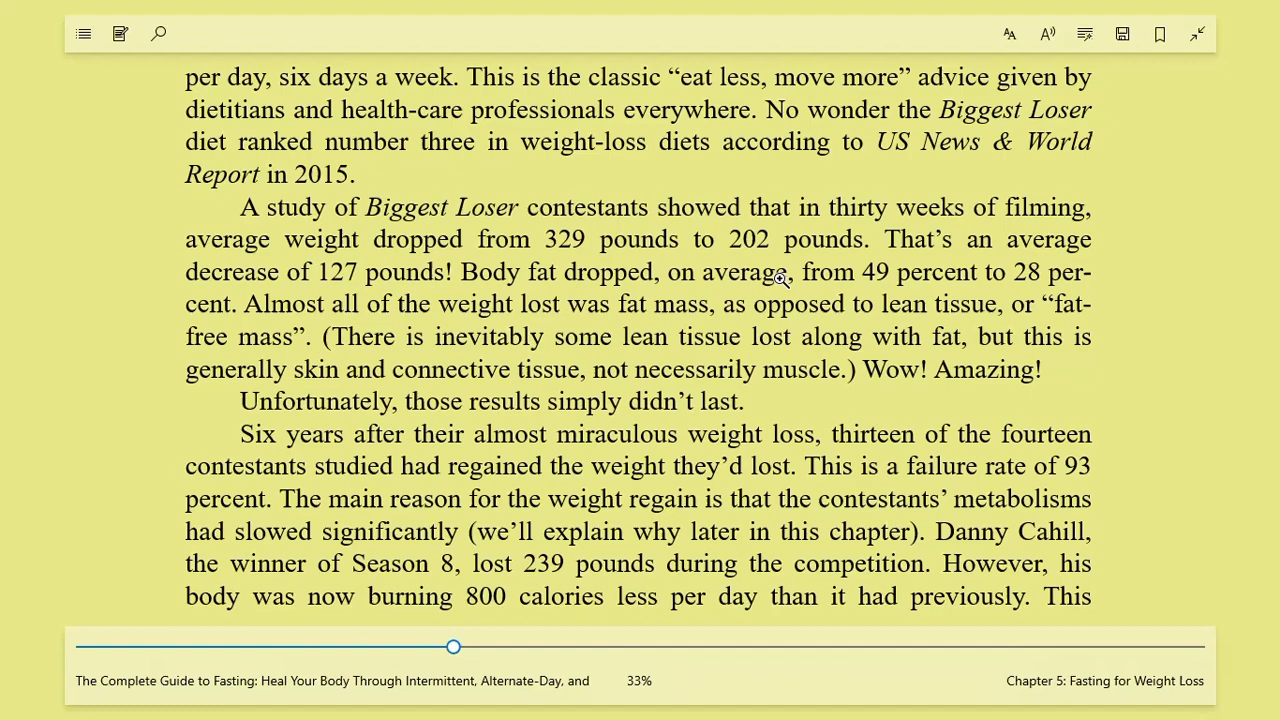 per day, six days a week. This is the classic “eat less, move more” advice given by
dietitians and health-care professionals everywhere. No wonder the Biggest Loser
diet ranked number three in weight-loss diets according to US News & World
Report in 2015.
A study of Biggest Loser contestants showed that in thirty weeks of filming,
average weight dropped from 329 pounds to 202 pounds. That’s an average
decrease of 127 pounds! Body fat dropped, on average, from 49 percent to 28 per-
cent. Almost all of the weight lost was fat mass, as opposed to lean tissue, or “fat-
free mass”. (There is inevitably some lean tissue lost along with fat, but this is
generally skin and connective tissue, not necessarily muscle.) Wow! Amazing!
Unfortunately, those results simply didn’t last.
Six years after their almost miraculous weight loss, thirteen of the fourteen
contestants studied had regained the weight they’d lost. This is a failure rate of 93
percent. The main reason for the weight regain is that the contestants’ metabolisms
had slowed significantly (we’ll explain why later in this chapter). Danny Cahill,
the winner of Season 8, lost 239 pounds during the competition. However, his
body was now burning 800 calories less per day than it had previously. This
The Complete Guide to Fasting: Heal Your Body Through Intermittent, Alternate-Day, and 33% Chapter 5: Fasting for Weight Loss